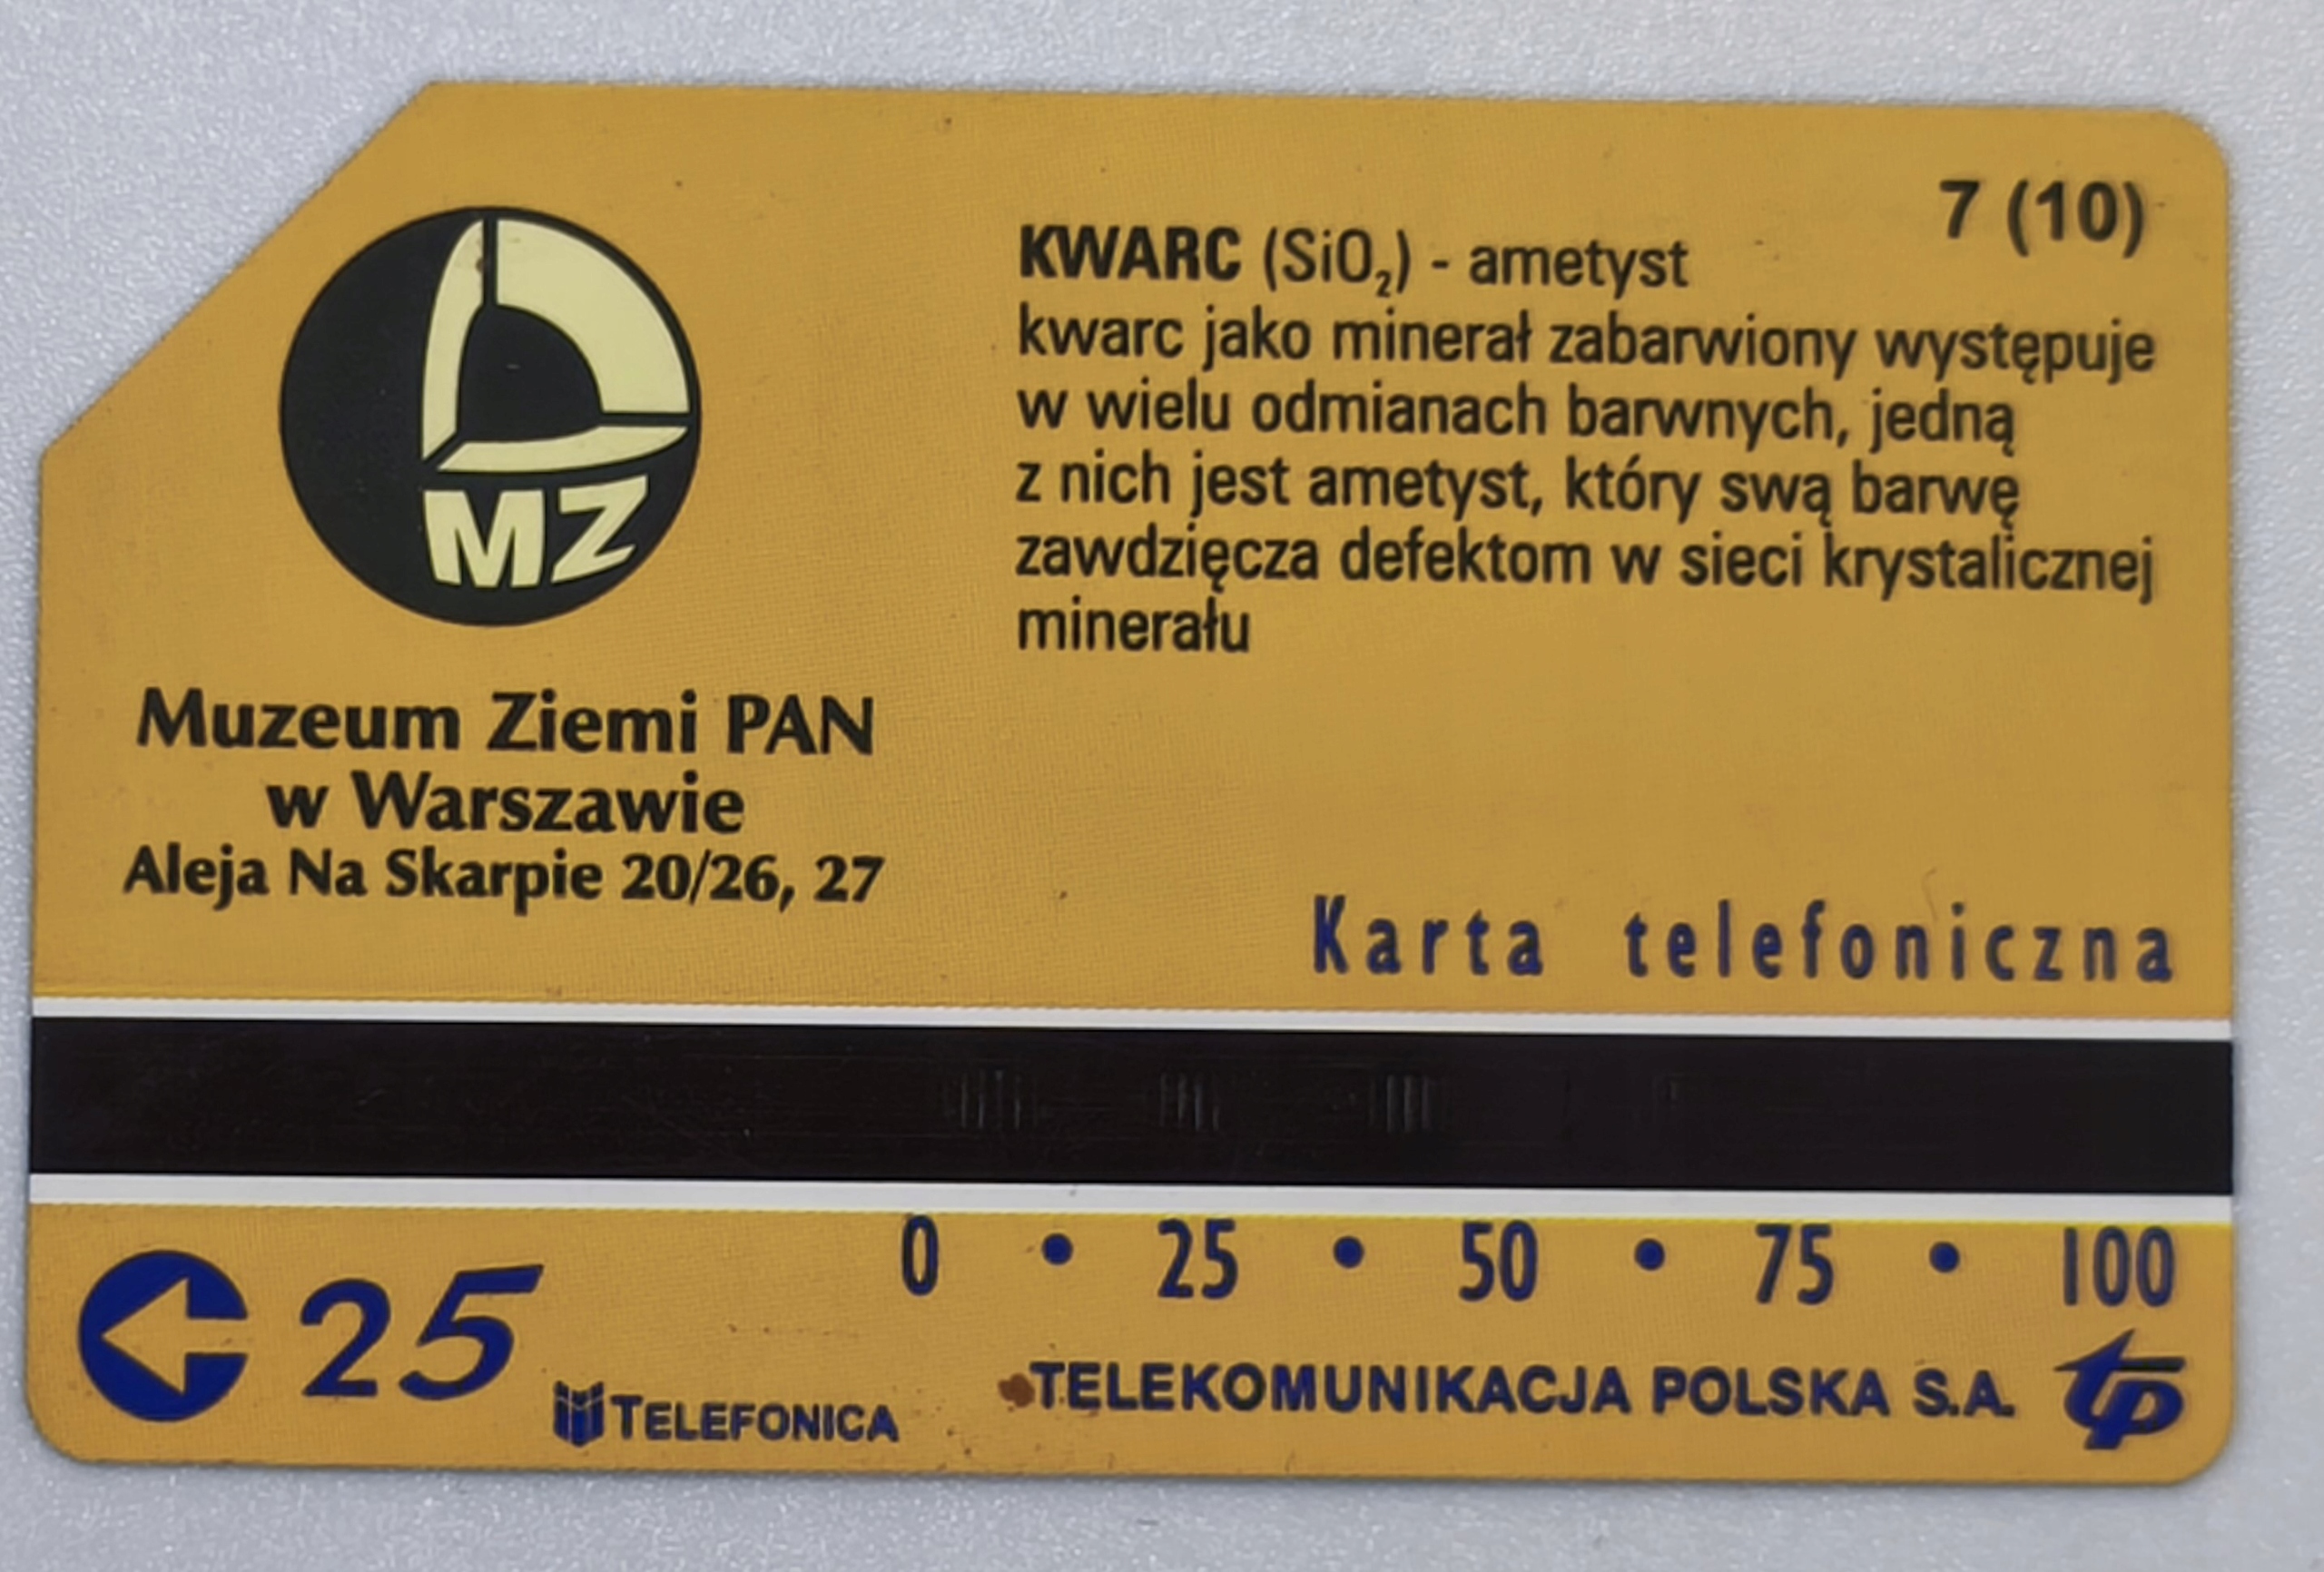 MZ
Muzeum Ziemi PAN
w Warszawie
Aleja Na Skarpie 20/26, 27
7 (10)
KWARC (SiO₂) - ametyst
kwarc jako minerał zabarwiony występuje
w wielu odmianach barwnych, jedną
z nich jest ametyst, który swą barwę
zawdzięcza defektom w sieci krystalicznej
minerału
Karta telefoniczna
0 • 25 • 50 • 75 • 100
25
TELEFONICA
TELEKOMUNIKACJA POLSKA S.A.
tp